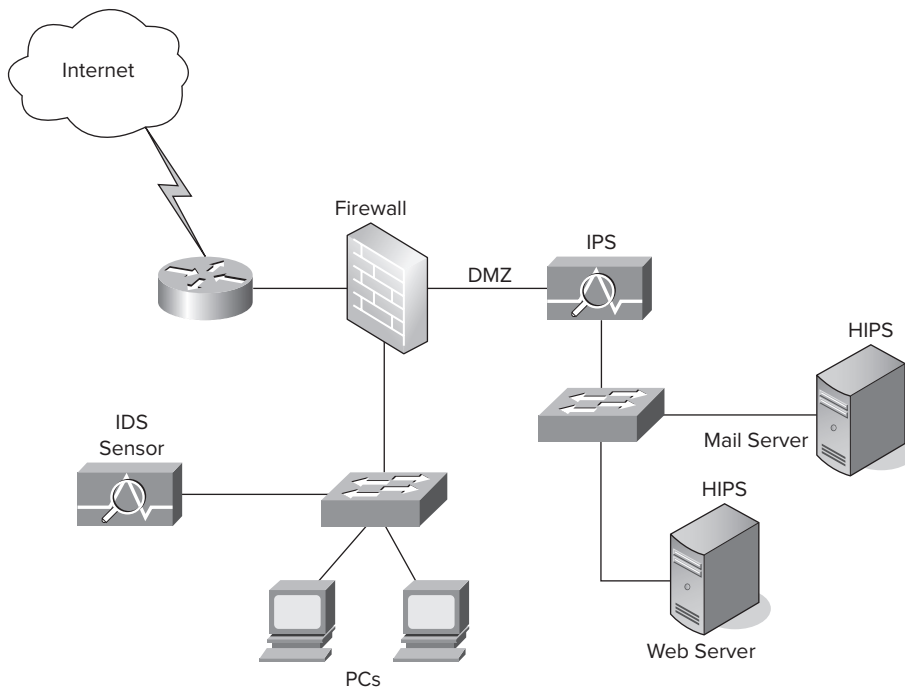 Internet
Firewall
IPS
DMZ
HIPS
IDS
Sensor
Mail Server
HIPS
Web Server
PCs